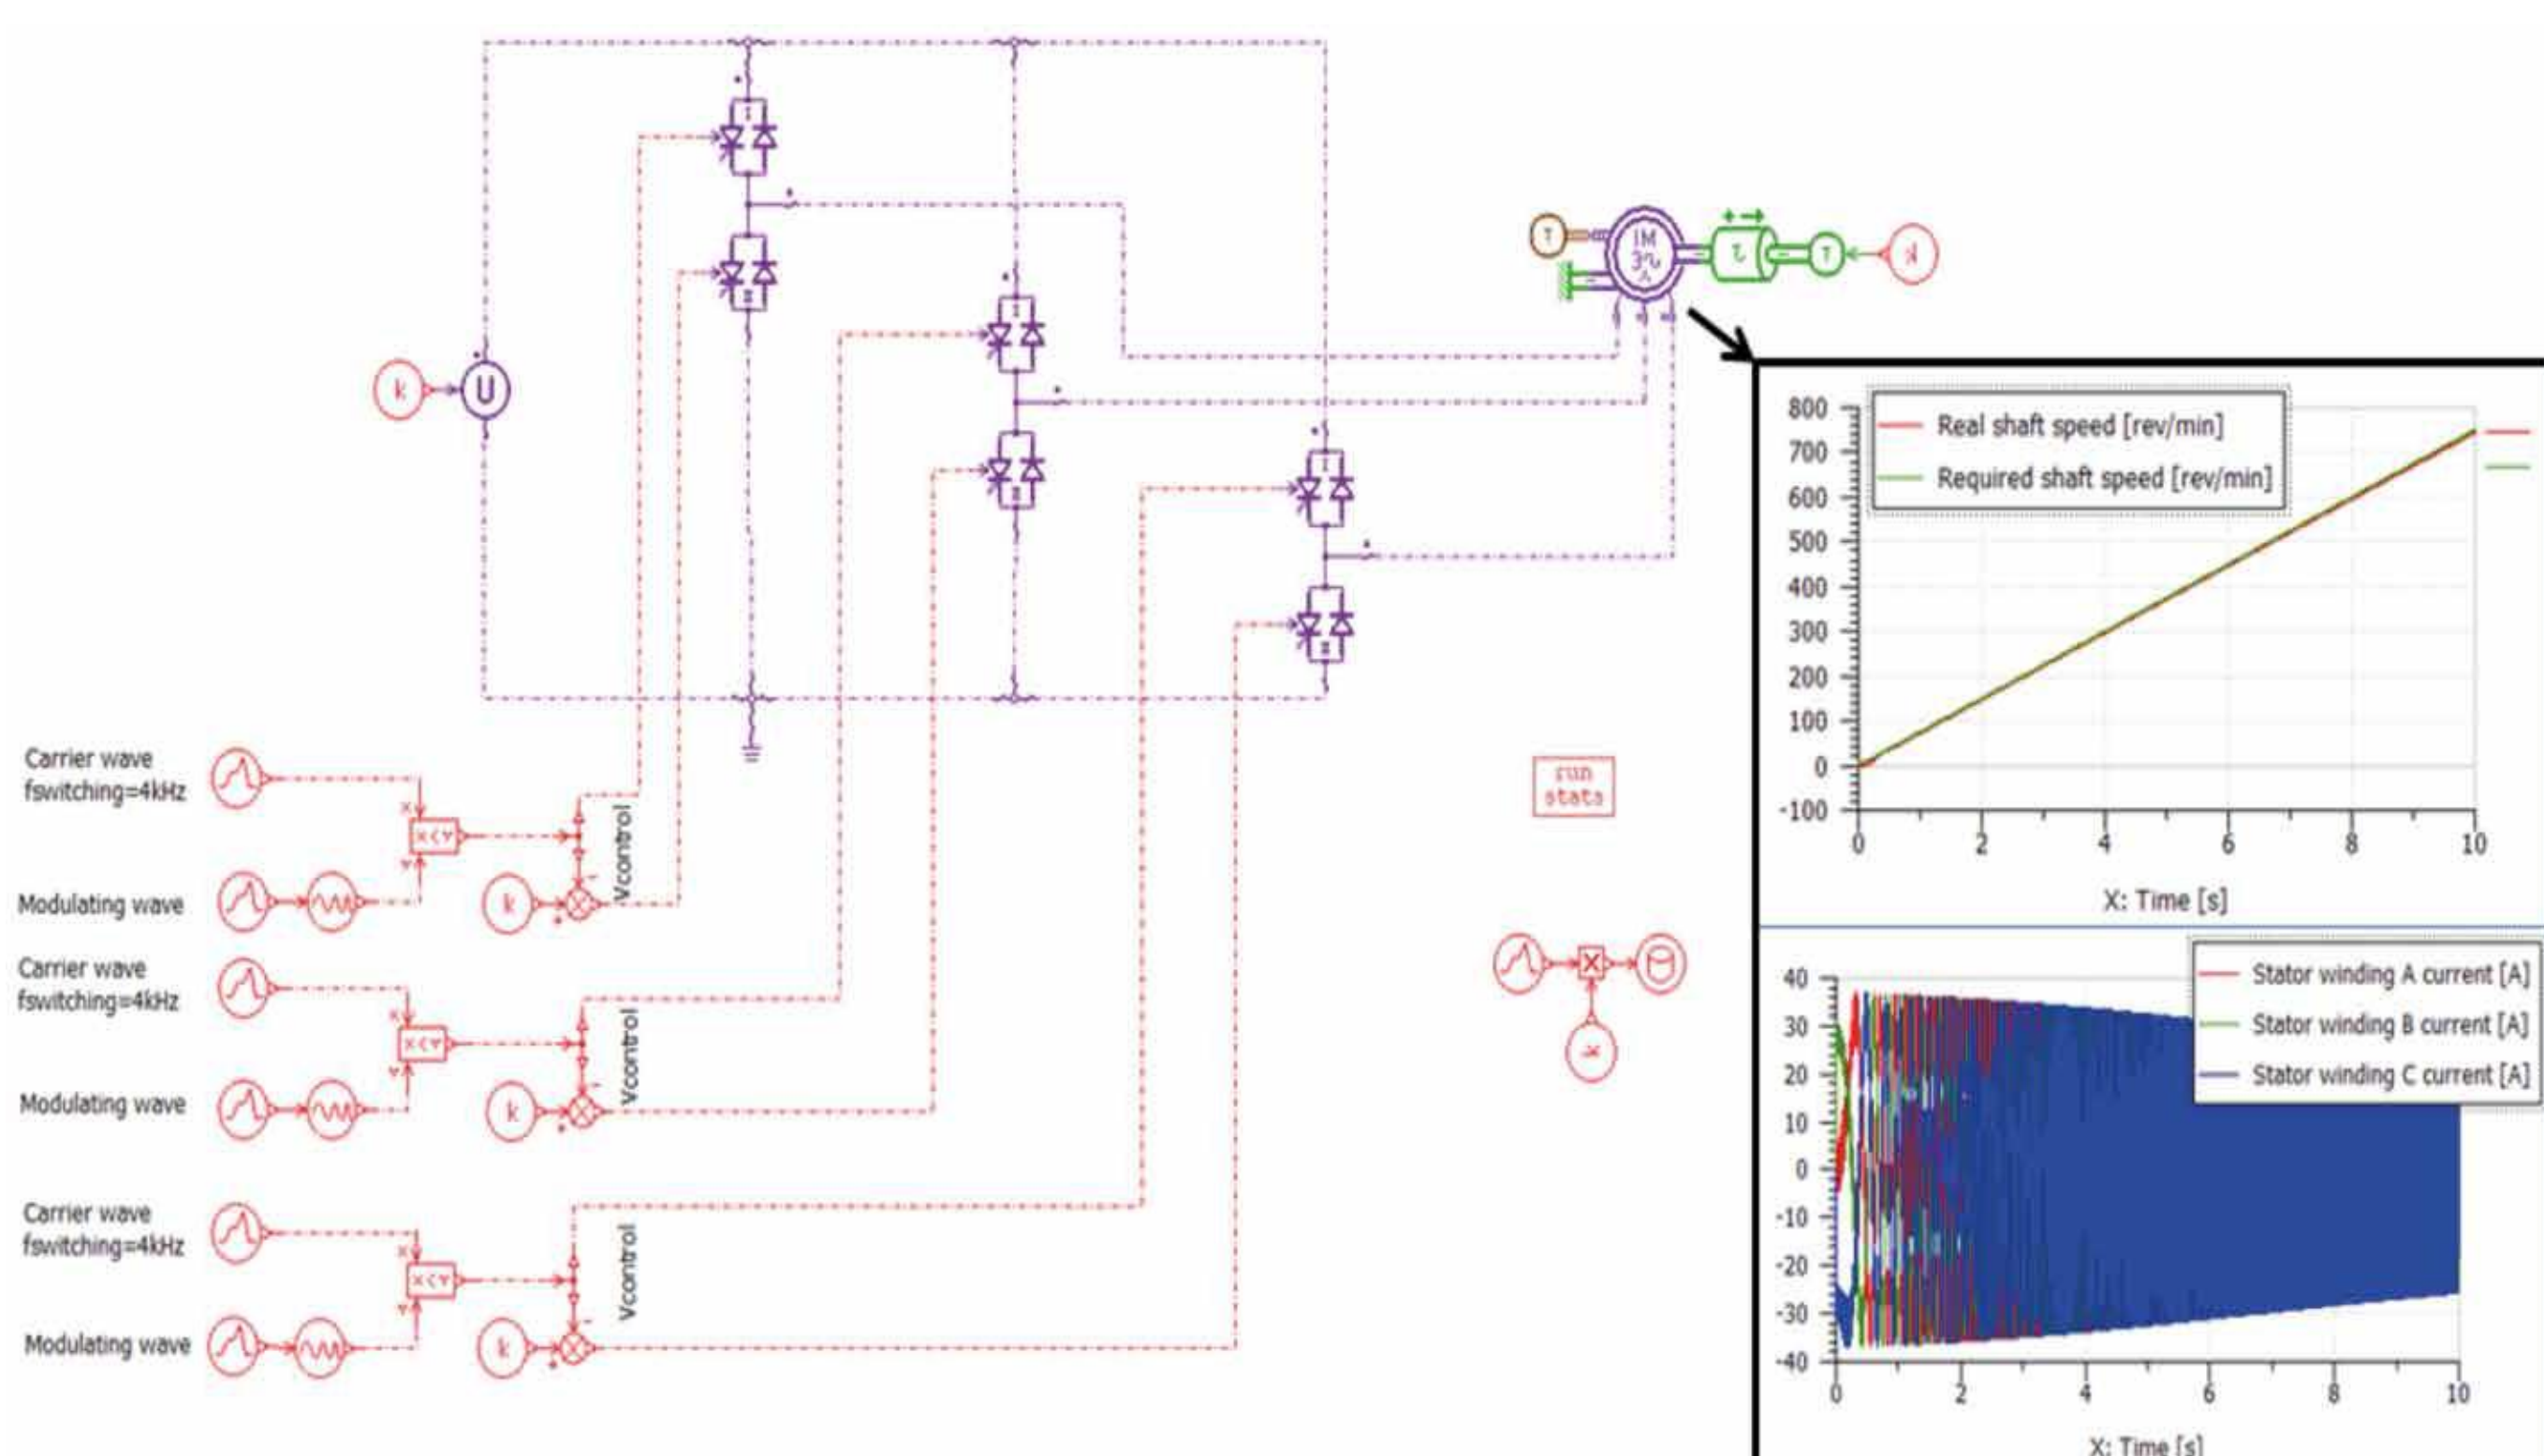 k
U
T
IM
3
T
Carrier wave
fswitching=4kHz
X
X<Y
Y
Modulating wave
k
Vcontrol
Carrier wave
fswitching=4kHz
X
X<Y
Y
Modulating wave
k
Vcontrol
Carrier wave
fswitching=4kHz
X
X<Y
Y
Modulating wave
k
Vcontrol
run
stats
X
Real shaft speed [rev/min]
Required shaft speed [rev/min]
800
700
600
500
400
300
200
100
0
-100
0 2 4 6 8 10
X: Time [s]
Stator winding A current [A]
Stator winding B current [A]
Stator winding C current [A]
40
30
20
10
0
-10
-20
-30
-40
0 2 4 6 8 10
X: Time [s]